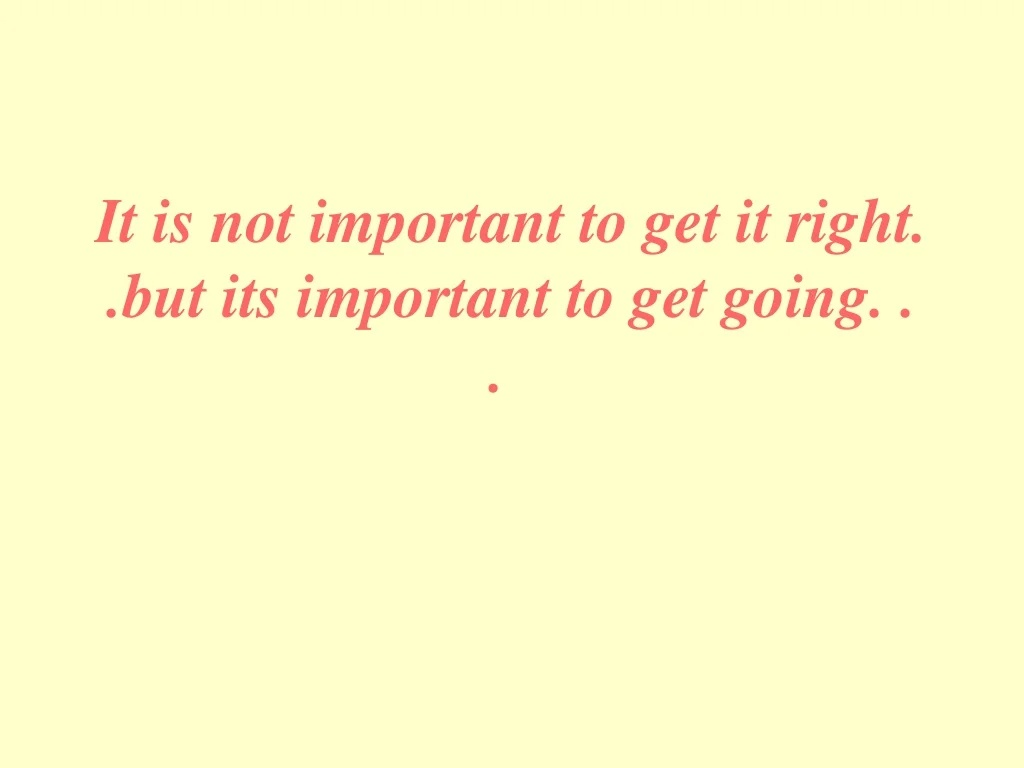 It is not important to get it right.
.but its important to get going. .
.